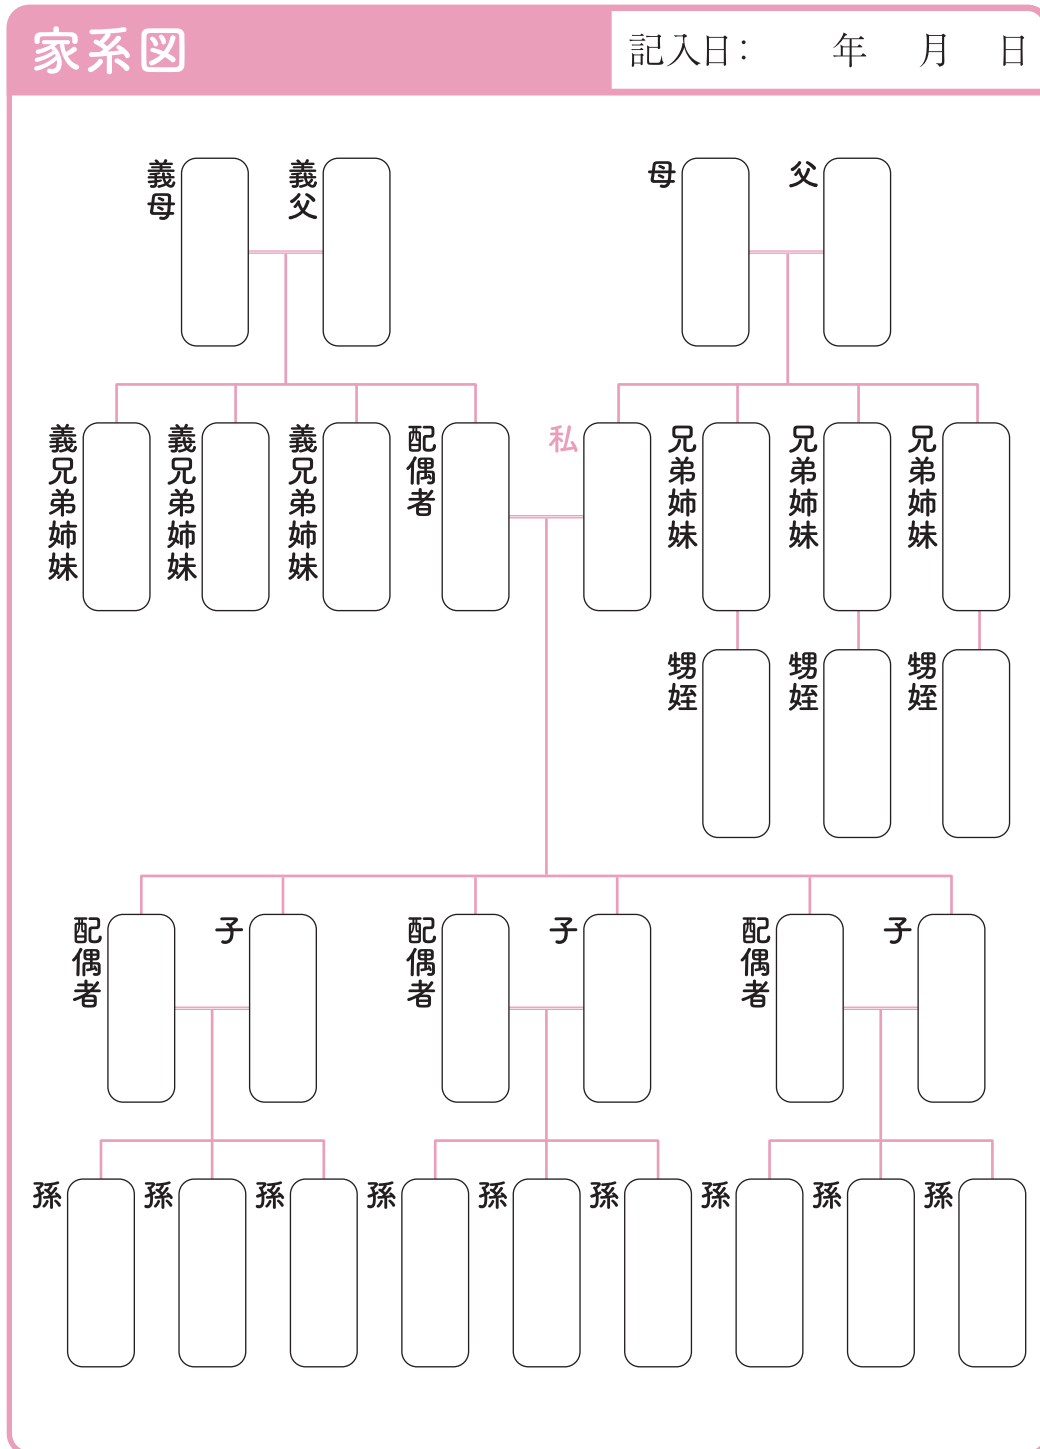 家系図
記入日： 年 月 日
義母
義父
母
父
義兄弟姉妹
義兄弟姉妹
義兄弟姉妹
配偶者
私
兄弟姉妹
兄弟姉妹
兄弟姉妹
甥姪
甥姪
甥姪
配偶者
子
配偶者
子
配偶者
子
孫
孫
孫
孫
孫
孫
孫
孫
孫